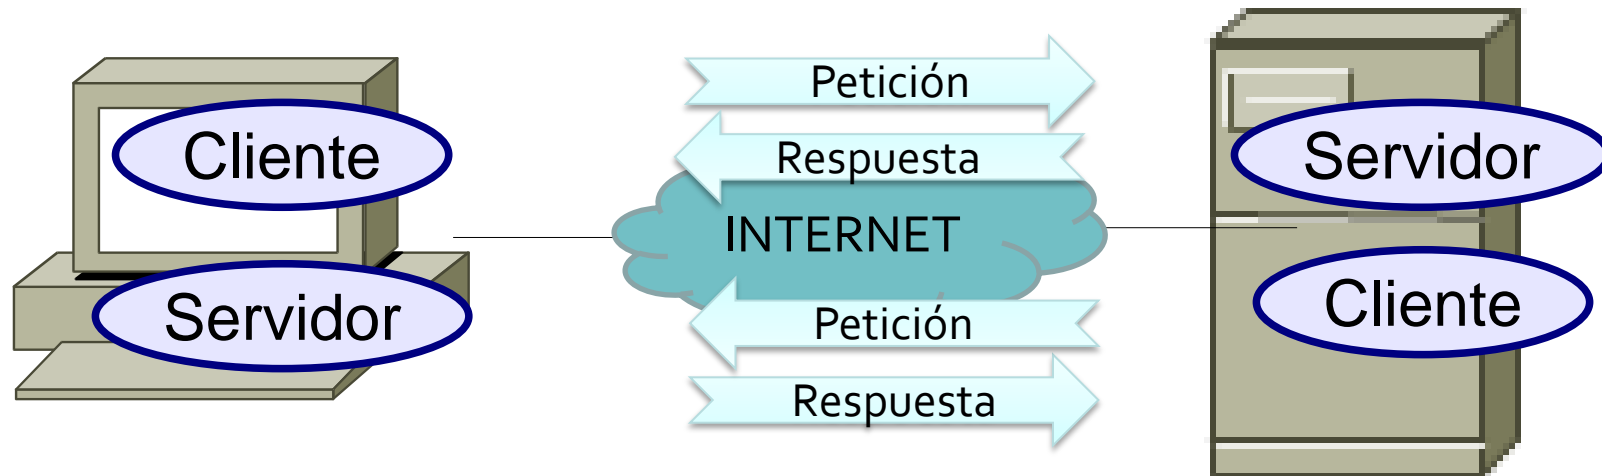 Petición
Cliente
Respuesta
Servidor
INTERNET
Servidor
Petición
Cliente
Respuesta